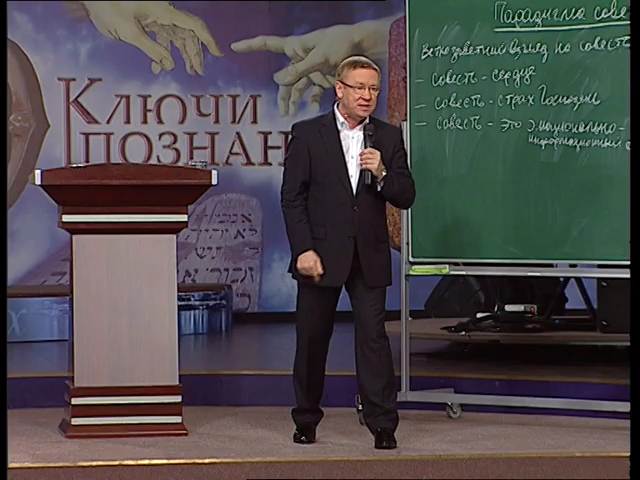 Ключи
познан
Парадигма сове
Ветхозаветный взгляд на совесть
- совесть - сердце
- совесть - страх Господень
- совесть - это эмоционально-
информационный